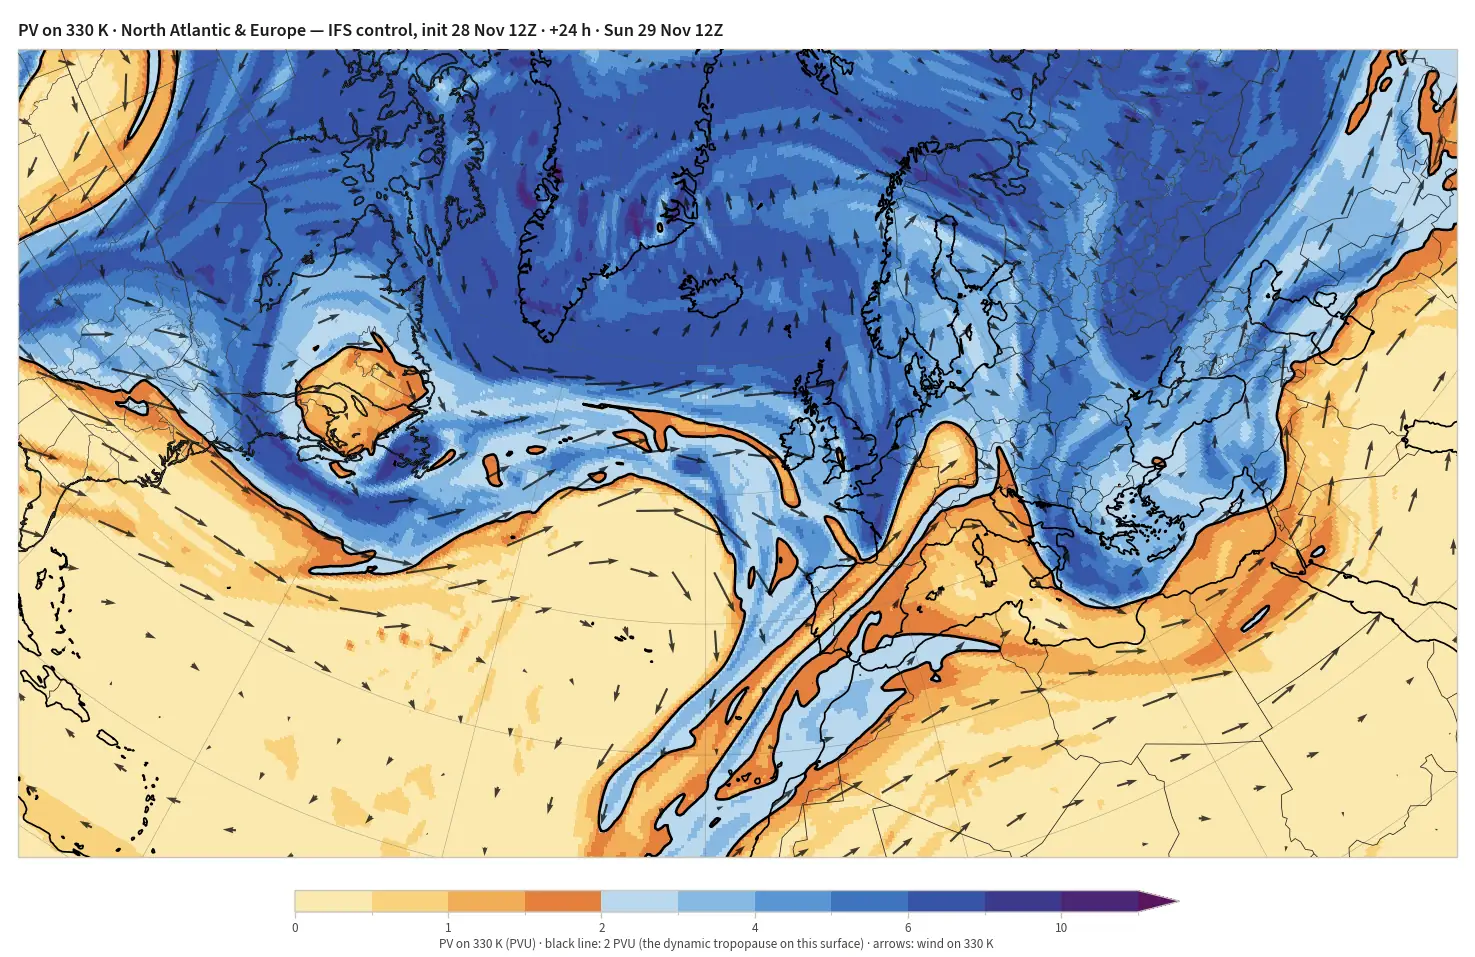 PV on 330 K · North Atlantic & Europe — IFS control, init 28 Nov 12Z · +24 h · Sun 29 Nov 12Z
0 1 2 4 6 10
PV on 330 K (PVU) · black line: 2 PVU (the dynamic tropopause on this surface) · arrows: wind on 330 K